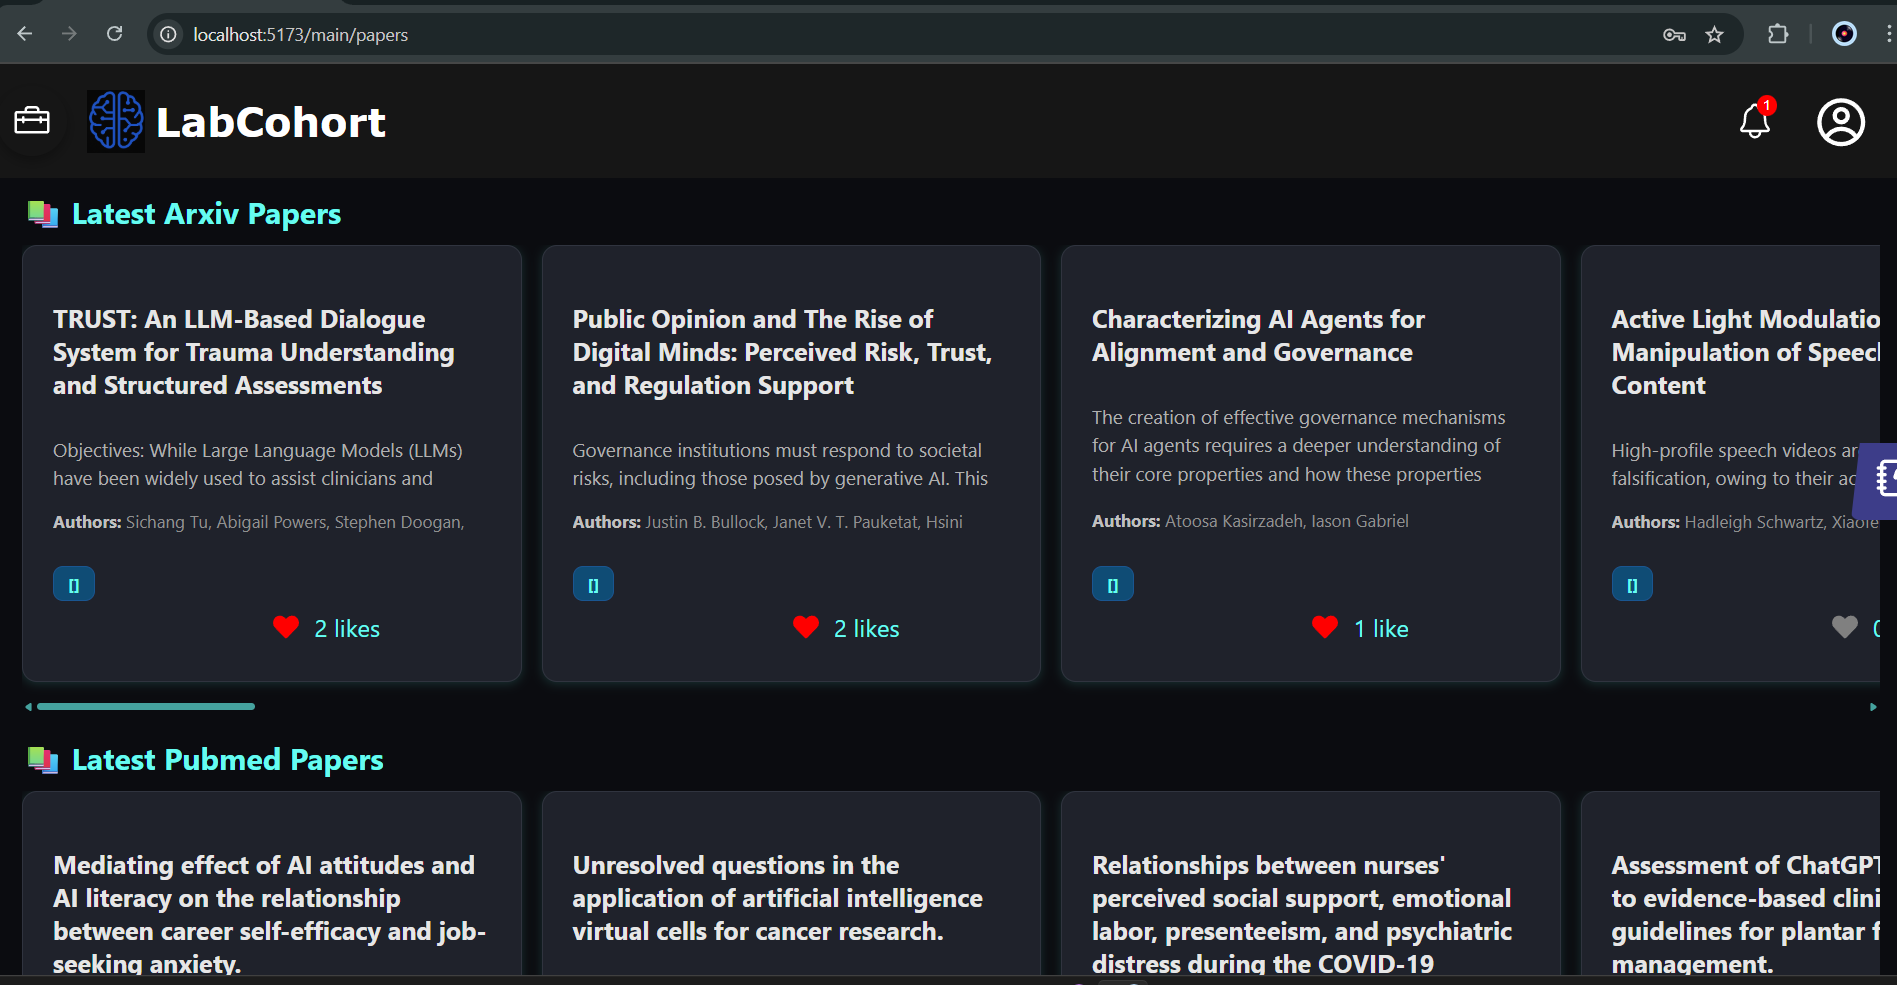 localhost:5173/main/papers
LabCohort
1
Latest Arxiv Papers
TRUST: An LLM-Based Dialogue
System for Trauma Understanding
and Structured Assessments
Objectives: While Large Language Models (LLMs)
have been widely used to assist clinicians and
Authors: Sichang Tu, Abigail Powers, Stephen Doogan,
[]
2 likes
Public Opinion and The Rise of
Digital Minds: Perceived Risk, Trust,
and Regulation Support
Governance institutions must respond to societal
risks, including those posed by generative AI. This
Authors: Justin B. Bullock, Janet V. T. Pauketat, Hsini
[]
2 likes
Characterizing AI Agents for
Alignment and Governance
The creation of effective governance mechanisms
for AI agents requires a deeper understanding of
their core properties and how these properties
Authors: Atoosa Kasirzadeh, Iason Gabriel
[]
1 like
Active Light Modulatio
Manipulation of Speec
Content
High-profile speech videos ar
falsification, owing to their ac
Authors: Hadleigh Schwartz, Xiaofe
[]
0
Latest Pubmed Papers
Mediating effect of AI attitudes and
AI literacy on the relationship
between career self-efficacy and job-
seeking anxiety.
Unresolved questions in the
application of artificial intelligence
virtual cells for cancer research.
Relationships between nurses'
perceived social support, emotional
labor, presenteeism, and psychiatric
distress during the COVID-19
Assessment of ChatGPT
to evidence-based clini
guidelines for plantar f
management.